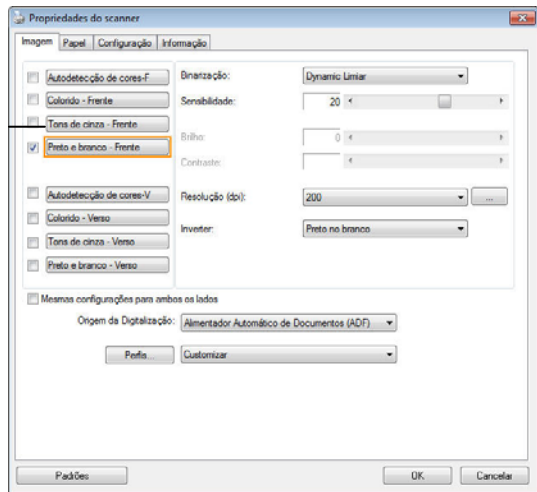 Propriedades do scanner
Imagem Papel Configuração Informação
Autodetecção de cores-F
Colorido - Frente
Tons de cinza - Frente
Preto e branco - Frente
Autodetecção de cores-V
Colorido - Verso
Tons de cinza - Verso
Preto e branco - Verso
Binarização: Dynamic Limiar
Sensibilidade: 20
Brilho: 0
Contraste:
Resolução (dpi): 200 ...
Inverter: Preto no branco
Mesmas configurações para ambos os lados
Origem da Digitalização: Alimentador Automático de Documentos (ADF)
Perfis... Customizar
Padrões OK Cancelar